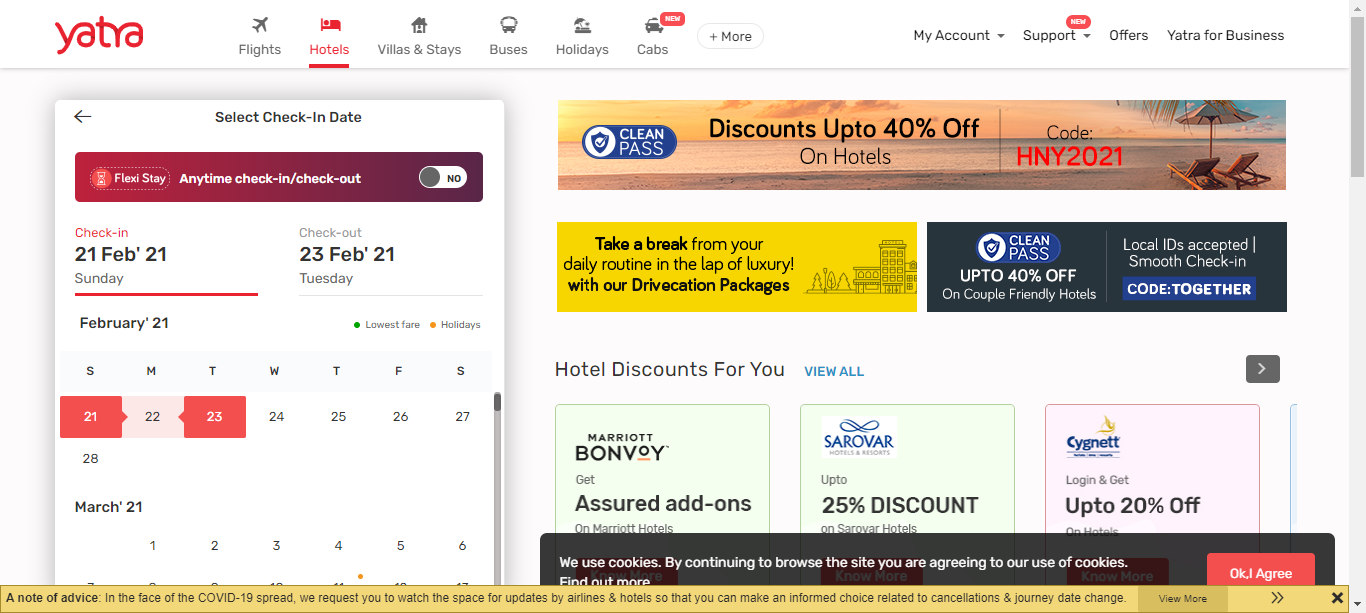 yatra
Flights
Hotels
Villas & Stays
Buses
Holidays
NEW
Cabs
+ More
My Account
NEW
Support
Offers
Yatra for Business
Select Check-In Date
Flexi Stay
Anytime check-in/check-out
NO
Check-in
21 Feb' 21
Sunday
Check-out
23 Feb' 21
Tuesday
February' 21
Lowest fare
Holidays
S M T W T F S
21 22 23 24 25 26 27
28
March' 21
1 2 3 4 5 6
CLEAN
PASS
Discounts Upto 40% Off
On Hotels
Code:
HNY2021
Take a break from your
daily routine in the lap of luxury!
with our Drivecation Packages
CLEAN
PASS
UPTO 40% OFF
On Couple Friendly Hotels
Local IDs accepted |
Smooth Check-in
CODE:TOGETHER
Hotel Discounts For You
VIEW ALL
MARRIOTT
BONVOY
Get
Assured add-ons
On Marriott Hotels
Know More
SAROVAR
HOTELS & RESORTS
Upto
25% DISCOUNT
on Sarovar Hotels
Know More
Cygnett
Login & Get
Upto 20% Off
On Hotels
Know More
We use cookies. By continuing to browse the site you are agreeing to our use of cookies.
Find out more
Ok,I Agree
A note of advice: In the face of the COVID-19 spread, we request you to watch the space for updates by airlines & hotels so that you can make an informed choice related to cancellations & journey date change.
View More